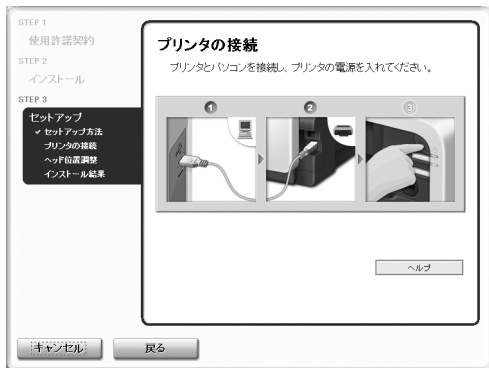 STEP 1
使用許諾契約
STEP 2
インストール
STEP 3
セットアップ
✓ セットアップ方法
プリンタの接続
ヘッド位置調整
インストール結果
プリンタの接続
プリンタとパソコンを接続し、プリンタの電源を入れてください。
1
2
3
ヘルプ
キャンセル
戻る